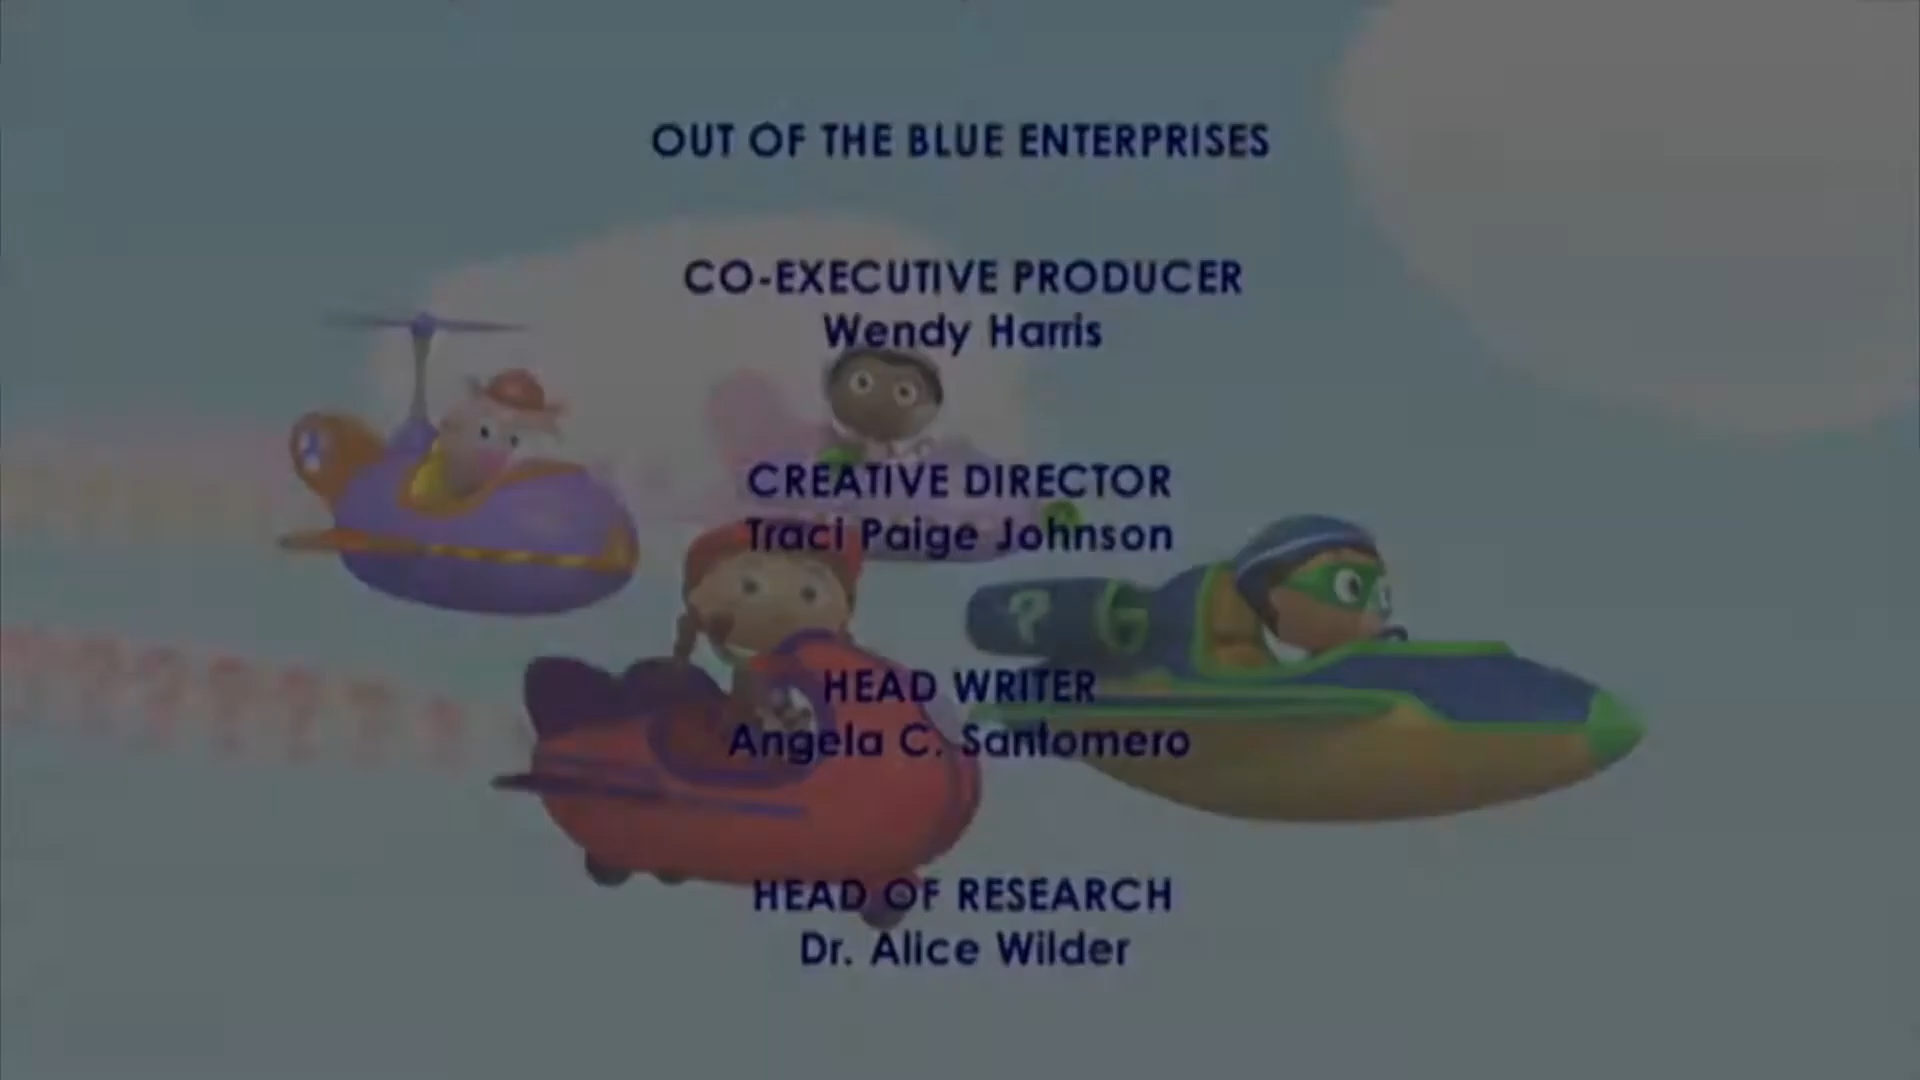 OUT OF THE BLUE ENTERPRISES
CO-EXECUTIVE PRODUCER
Wendy Harris
CREATIVE DIRECTOR
Traci Paige Johnson
? G
HEAD WRITER
Angela C. Santomero
HEAD OF RESEARCH
Dr. Alice Wilder